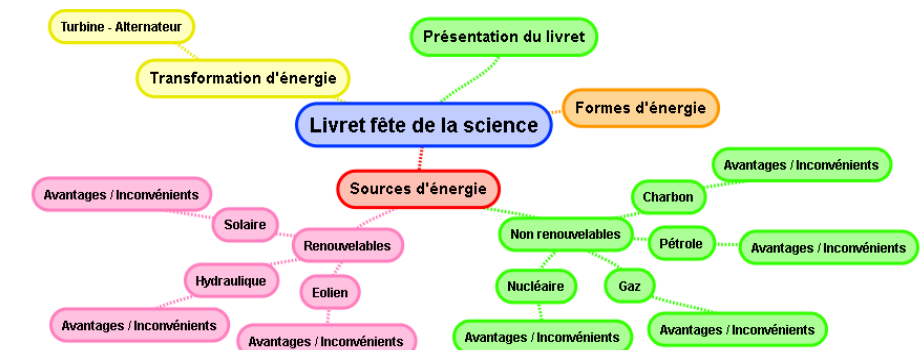 Turbine - Alternateur
Présentation du livret
Transformation d'énergie
Formes d'énergie
Livret fête de la science
Avantages / Inconvénients
Sources d'énergie
Avantages / Inconvénients
Charbon
Solaire
Non renouvelables
Renouvelables
Pétrole
Avantages / Inconvénients
Hydraulique
Eolien
Nucléaire
Gaz
Avantages / Inconvénients
Avantages / Inconvénients
Avantages / Inconvénients
Avantages / Inconvénients